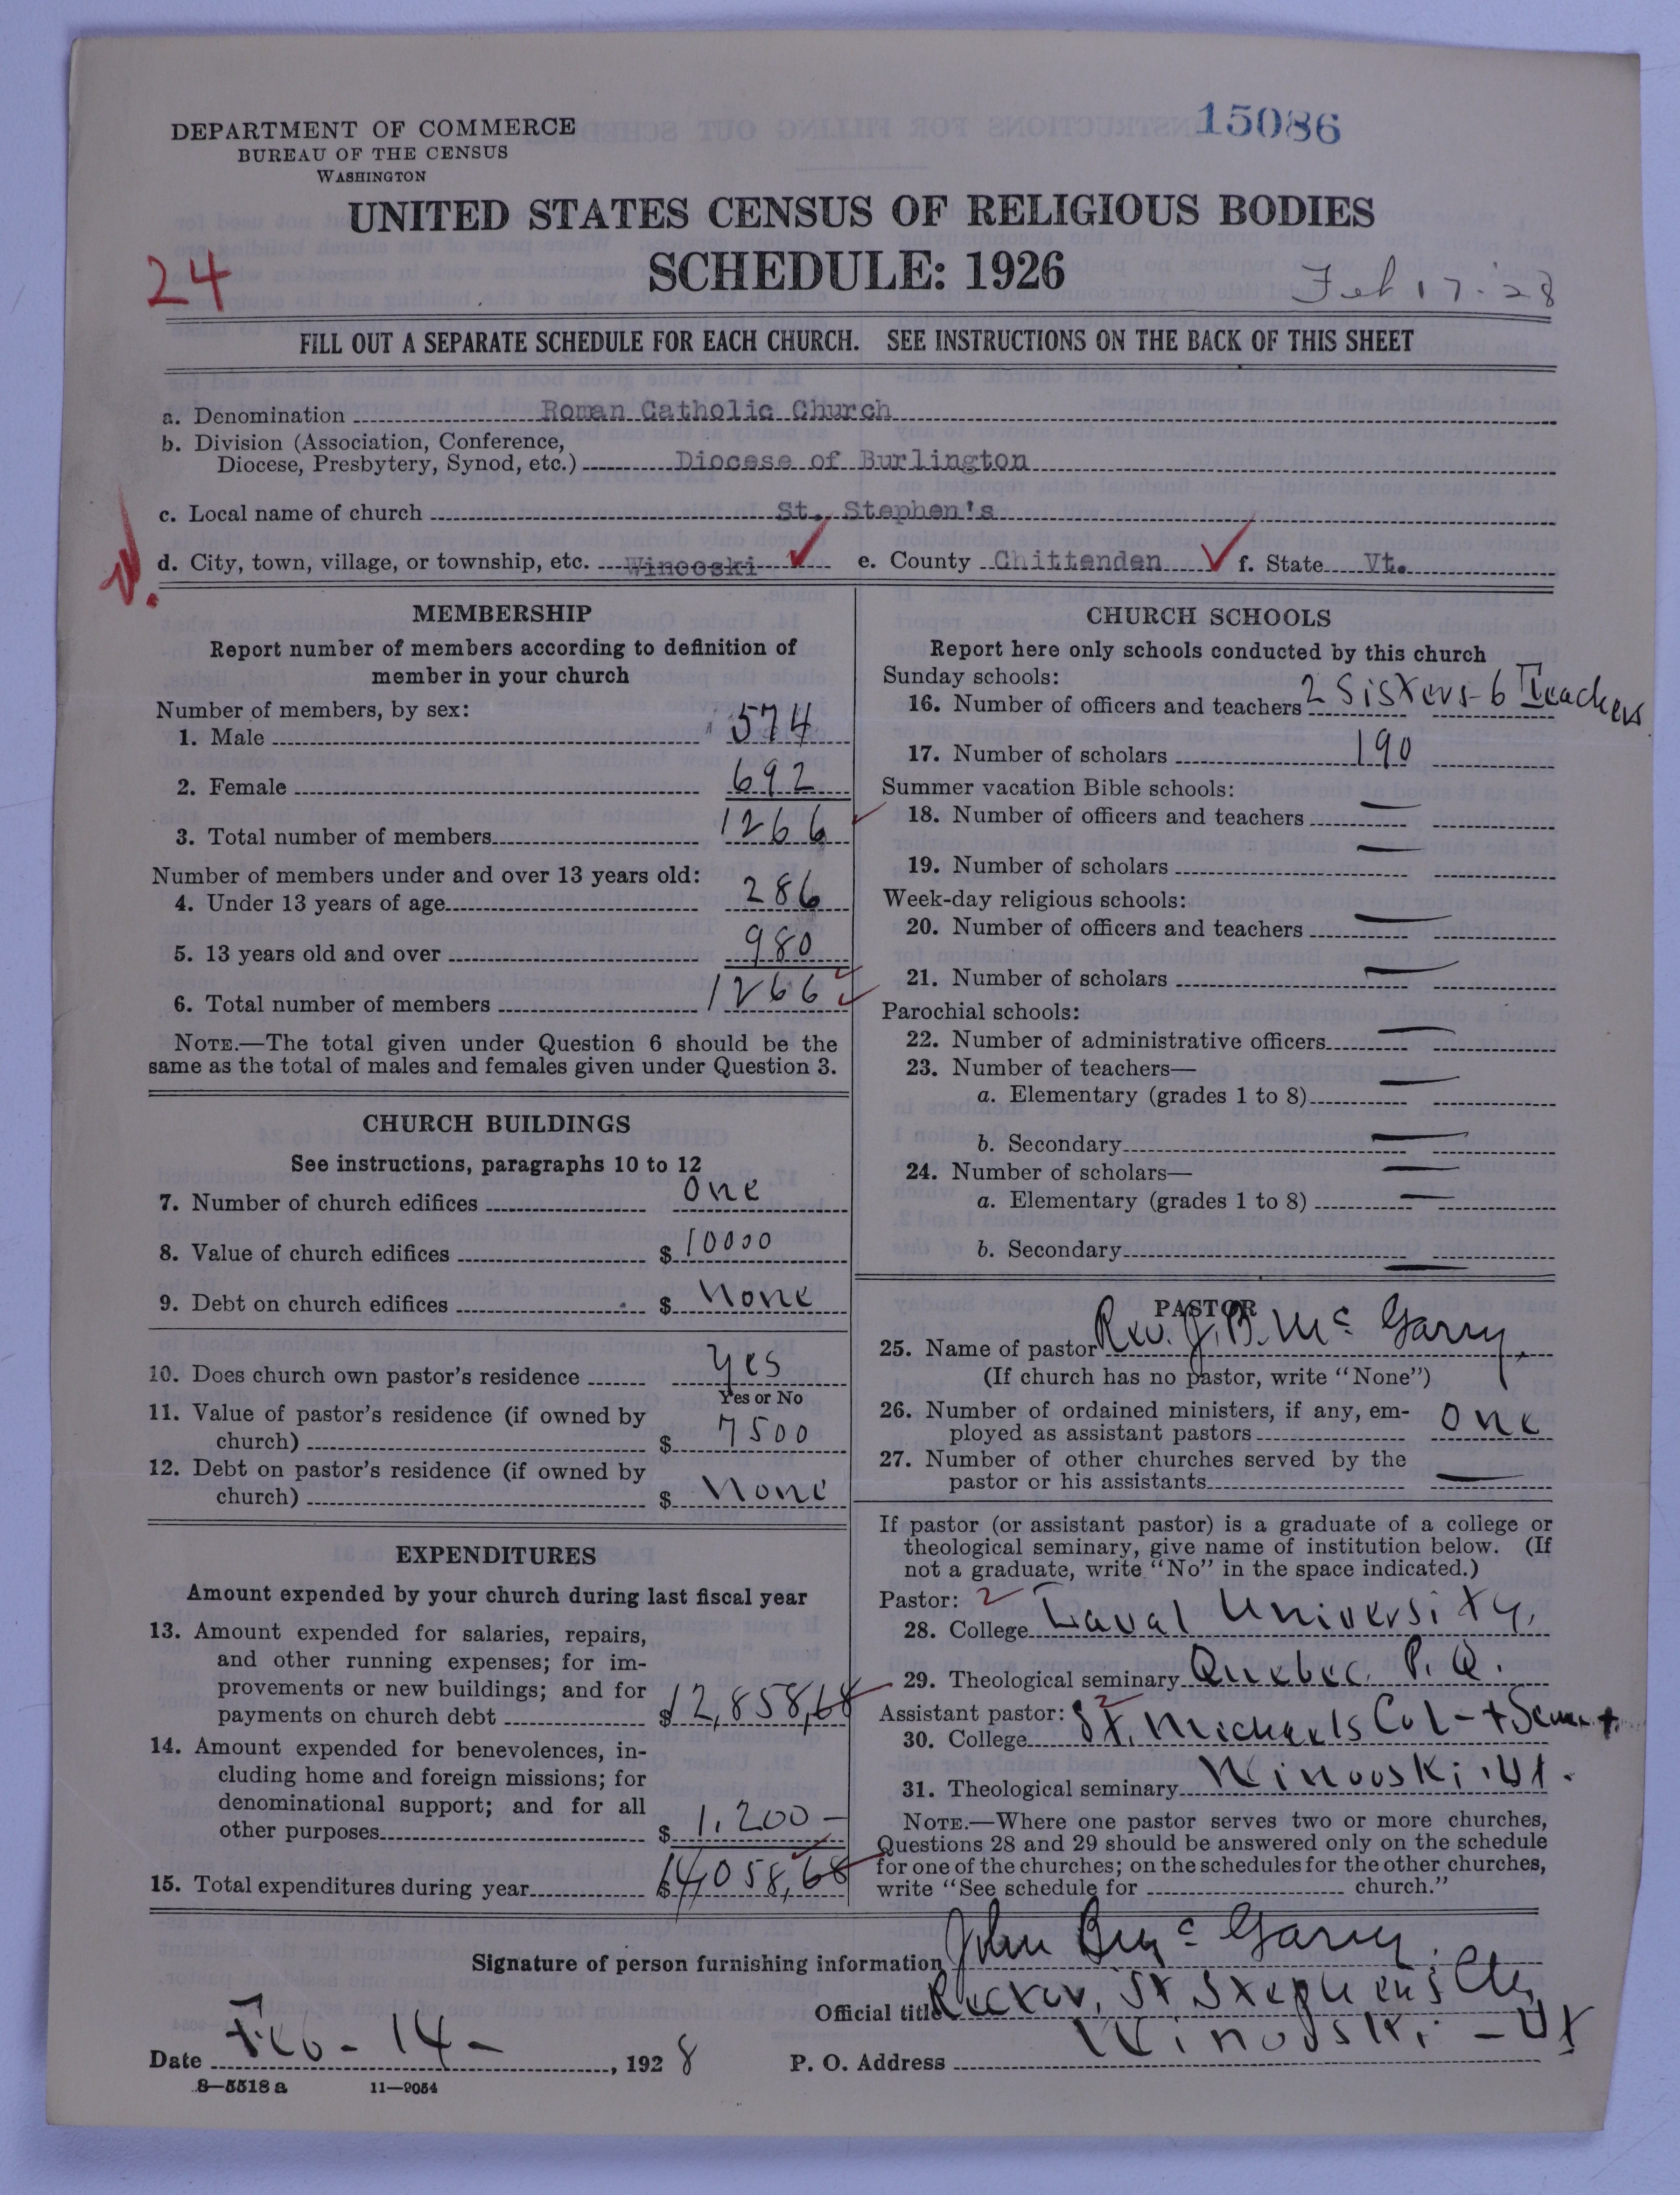 15086
DEPARTMENT OF COMMERCE
BUREAU OF THE CENSUS
WASHINGTON
UNITED STATES CENSUS OF RELIGIOUS BODIES
24
SCHEDULE: 1926
Feb 17-'28
FILL OUT A SEPARATE SCHEDULE FOR EACH CHURCH. SEE INSTRUCTIONS ON THE BACK OF THIS SHEET
a. Denomination Roman Catholic Church
b. Division (Association, Conference,
Diocese, Presbytery, Synod, etc.) Diocese of Burlington
c. Local name of church St. Stephen's
d. City, town, village, or township, etc. Winooski e. County Chittenden f. State Vt.
MEMBERSHIP
Report number of members according to definition of
member in your church
Number of members, by sex:
1. Male 574
2. Female 692
3. Total number of members 1266
Number of members under and over 13 years old:
4. Under 13 years of age 286
5. 13 years old and over 980
6. Total number of members 1266
NOTE.—The total given under Question 6 should be the
same as the total of males and females given under Question 3.
CHURCH BUILDINGS
See instructions, paragraphs 10 to 12
7. Number of church edifices One
8. Value of church edifices $ 10000
9. Debt on church edifices $ None
10. Does church own pastor's residence Yes
Yes or No
11. Value of pastor's residence (if owned by
church) $ 7500
12. Debt on pastor's residence (if owned by
church) $ None
EXPENDITURES
Amount expended by your church during last fiscal year
13. Amount expended for salaries, repairs,
and other running expenses; for im-
provements or new buildings; and for
payments on church debt $ 12,858,68
14. Amount expended for benevolences, in-
cluding home and foreign missions; for
denominational support; and for all
other purposes $ 1,200 —
15. Total expenditures during year $ 14,058,68
CHURCH SCHOOLS
Report here only schools conducted by this church
Sunday schools:
16. Number of officers and teachers 2 Sisters - 6 Teachers
17. Number of scholars 190
Summer vacation Bible schools:
18. Number of officers and teachers —
19. Number of scholars —
Week-day religious schools:
20. Number of officers and teachers —
21. Number of scholars —
Parochial schools:
22. Number of administrative officers —
23. Number of teachers—
a. Elementary (grades 1 to 8) —
b. Secondary —
24. Number of scholars—
a. Elementary (grades 1 to 8) —
b. Secondary —
PASTOR
25. Name of pastor Rev. J. B. McGarry,
(If church has no pastor, write "None")
26. Number of ordained ministers, if any, em-
ployed as assistant pastors One
27. Number of other churches served by the
pastor or his assistants —
If pastor (or assistant pastor) is a graduate of a college or
theological seminary, give name of institution below. (If
not a graduate, write "No" in the space indicated.)
Pastor: 2
28. College Laval University,
29. Theological seminary Quebec, P. Q.
Assistant pastor: 2
30. College St. Michaels Col - +
31. Theological seminary Winooski, Vt.
NOTE.—Where one pastor serves two or more churches,
Questions 28 and 29 should be answered only on the schedule
for one of the churches; on the schedules for the other churches,
write "See schedule for church."
Signature of person furnishing information John B McGarry.
Official title Rector, St Stephens Ch,
Date Feb - 14 - , 1928 P. O. Address Winooski - Vt
8—5518a 11—9054